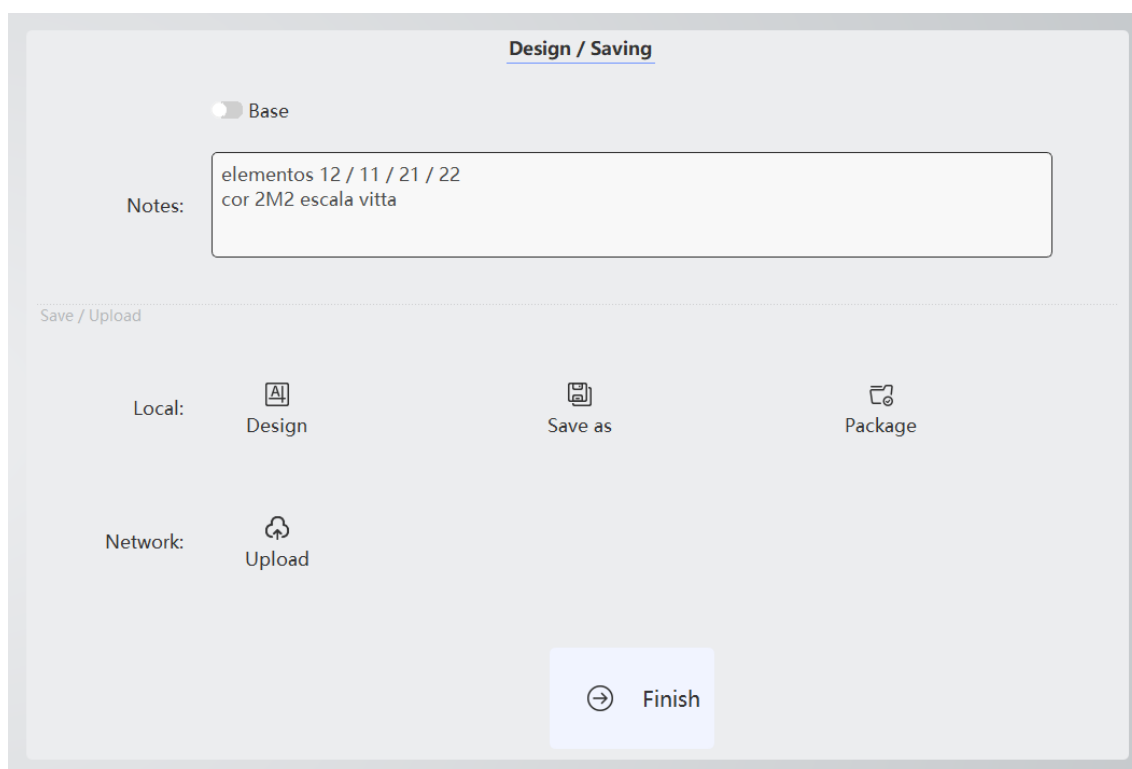 Design / Saving
Base
Notes:
elementos 12 / 11 / 21 / 22
cor 2M2 escala vitta
Save / Upload
Local:
Design
Save as
Package
Network:
Upload
Finish